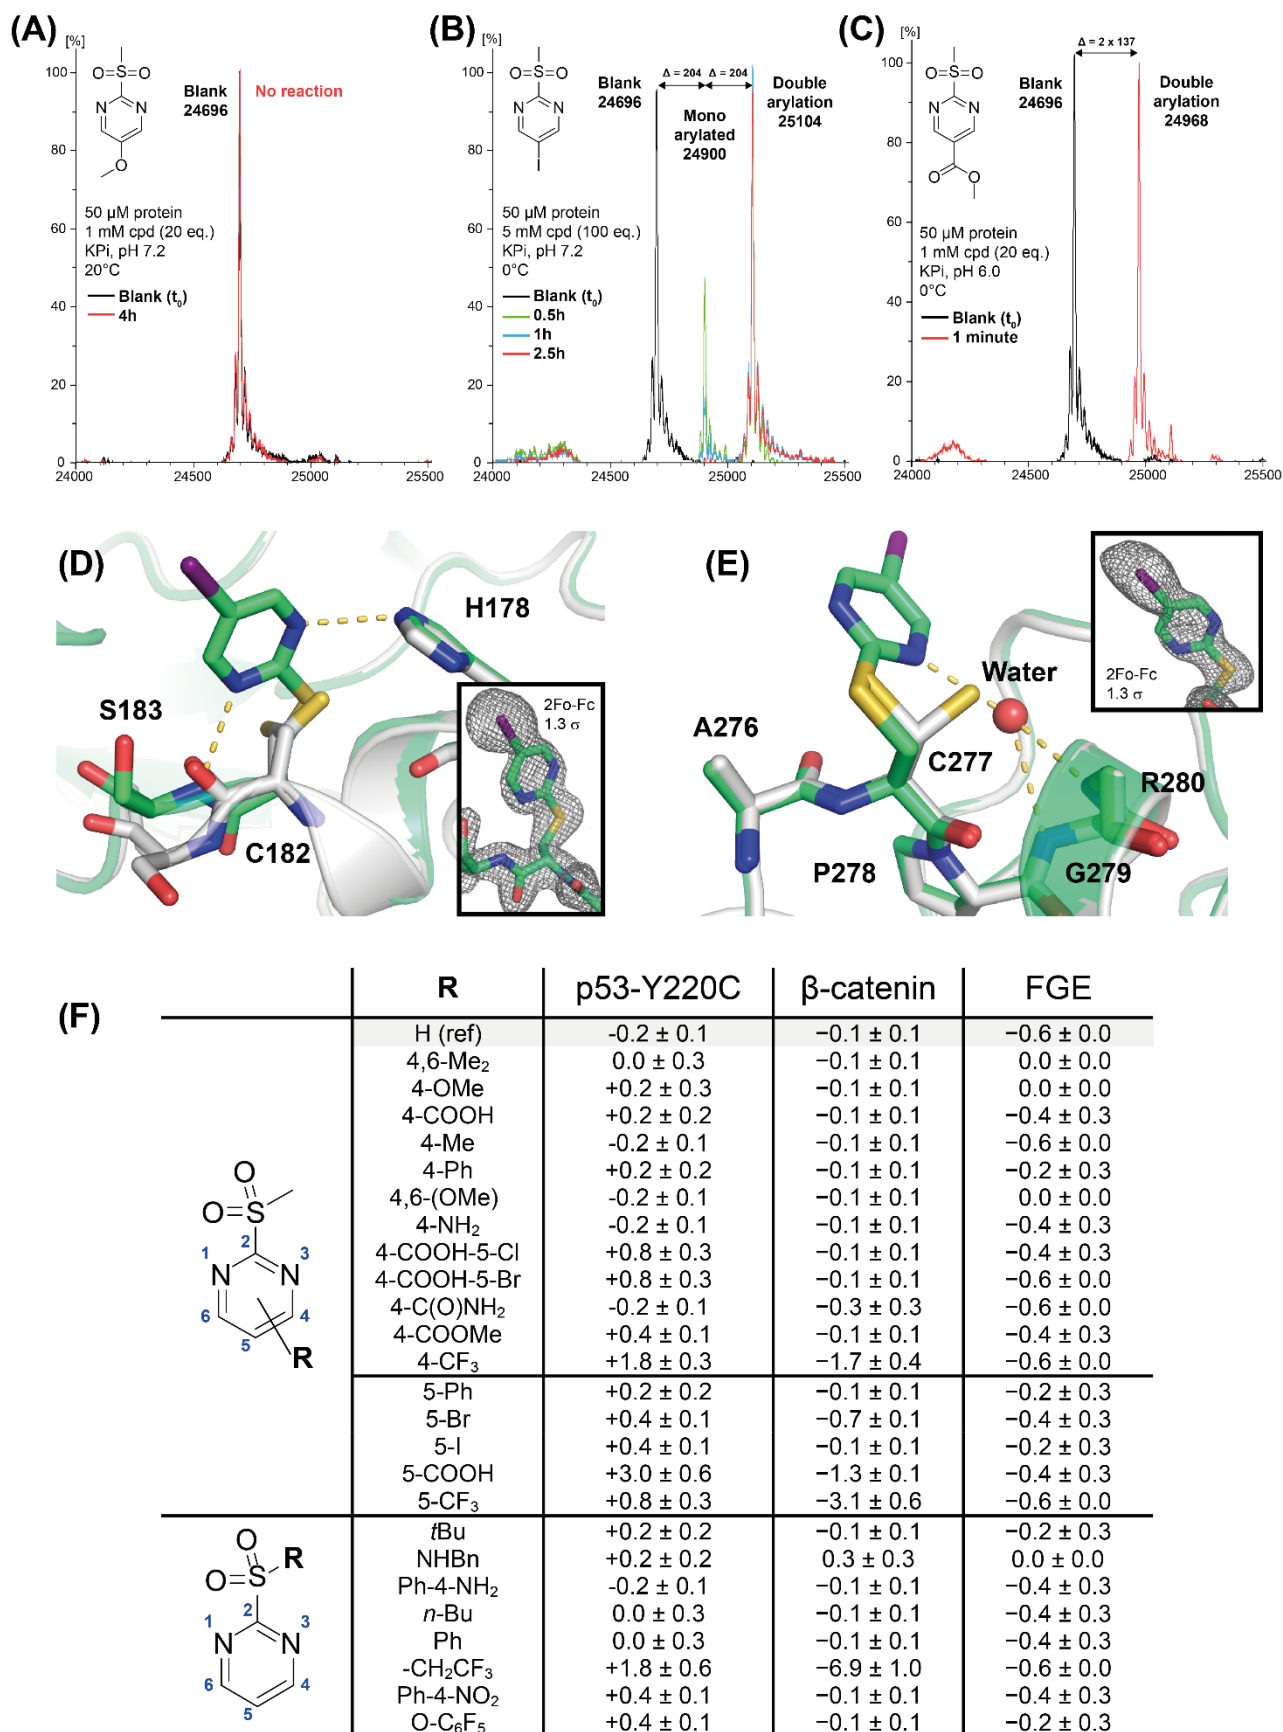 (A)
[%]
100
80
60
40
20
0
24000
24500
25000
25500
O
S
O
N
N
O
Blank
24696
No reaction
50 µM protein
1 mM cpd (20 eq.)
KPi, pH 7.2
20°C
Blank (t0)
4h
(B)
[%]
100
80
60
40
20
0
24500
25000
25500
O
S
O
N
N
I
Blank
24696
Δ = 204
Δ = 204
Mono
arylated
24900
Double
arylation
25104
50 µM protein
5 mM cpd (100 eq.)
KPi, pH 7.2
0°C
Blank (t0)
0.5h
1h
2.5h
(C)
[%]
100
80
60
40
20
0
24000
24500
25000
25500
O
S
O
N
N
O
O
Δ = 2 x 137
Blank
24696
Double
arylation
24968
50 µM protein
1 mM cpd (20 eq.)
KPi, pH 6.0
0°C
Blank (t0)
1 minute
(D)
H178
S183
C182
2Fo-Fc
1.3 σ
(E)
Water
A276
C277
R280
P278
G279
2Fo-Fc
1.3 σ
(F)
R p53-Y220C β-catenin FGE
H (ref) -0.2 ± 0.1 −0.1 ± 0.1 −0.6 ± 0.0
4,6-Me2 0.0 ± 0.3 −0.1 ± 0.1 0.0 ± 0.0
4-OMe +0.2 ± 0.3 −0.1 ± 0.1 0.0 ± 0.0
4-COOH +0.2 ± 0.2 −0.1 ± 0.1 −0.4 ± 0.3
4-Me -0.2 ± 0.1 −0.1 ± 0.1 −0.6 ± 0.0
4-Ph +0.2 ± 0.2 −0.1 ± 0.1 −0.2 ± 0.3
4,6-(OMe) -0.2 ± 0.1 −0.1 ± 0.1 0.0 ± 0.0
4-NH2 -0.2 ± 0.1 −0.1 ± 0.1 −0.4 ± 0.3
4-COOH-5-Cl +0.8 ± 0.3 −0.1 ± 0.1 −0.4 ± 0.3
4-COOH-5-Br +0.8 ± 0.3 −0.1 ± 0.1 −0.6 ± 0.0
4-C(O)NH2 -0.2 ± 0.1 −0.3 ± 0.3 −0.6 ± 0.0
4-COOMe +0.4 ± 0.1 −0.1 ± 0.1 −0.4 ± 0.3
4-CF3 +1.8 ± 0.3 −1.7 ± 0.4 −0.6 ± 0.0
O
O
S
1
2
3
N
N
6
5
4
R
5-Ph +0.2 ± 0.2 −0.1 ± 0.1 −0.2 ± 0.3
5-Br +0.4 ± 0.1 −0.7 ± 0.1 −0.4 ± 0.3
5-I +0.4 ± 0.1 −0.1 ± 0.1 −0.2 ± 0.3
5-COOH +3.0 ± 0.6 −1.3 ± 0.1 −0.4 ± 0.3
5-CF3 +0.8 ± 0.3 −3.1 ± 0.6 −0.6 ± 0.0
tBu +0.2 ± 0.2 −0.1 ± 0.1 −0.2 ± 0.3
NHBn +0.2 ± 0.2 0.3 ± 0.3 0.0 ± 0.0
Ph-4-NH2 -0.2 ± 0.1 −0.1 ± 0.1 −0.4 ± 0.3
n-Bu 0.0 ± 0.3 −0.1 ± 0.1 −0.4 ± 0.3
Ph 0.0 ± 0.3 −0.1 ± 0.1 −0.4 ± 0.3
-CH2CF3 +1.8 ± 0.6 −6.9 ± 1.0 −0.6 ± 0.0
Ph-4-NO2 +0.4 ± 0.1 −0.1 ± 0.1 −0.4 ± 0.3
O-C6F5 +0.4 ± 0.1 −0.1 ± 0.1 −0.2 ± 0.3
O
R
O
S
1
2
3
N
N
6
5
4